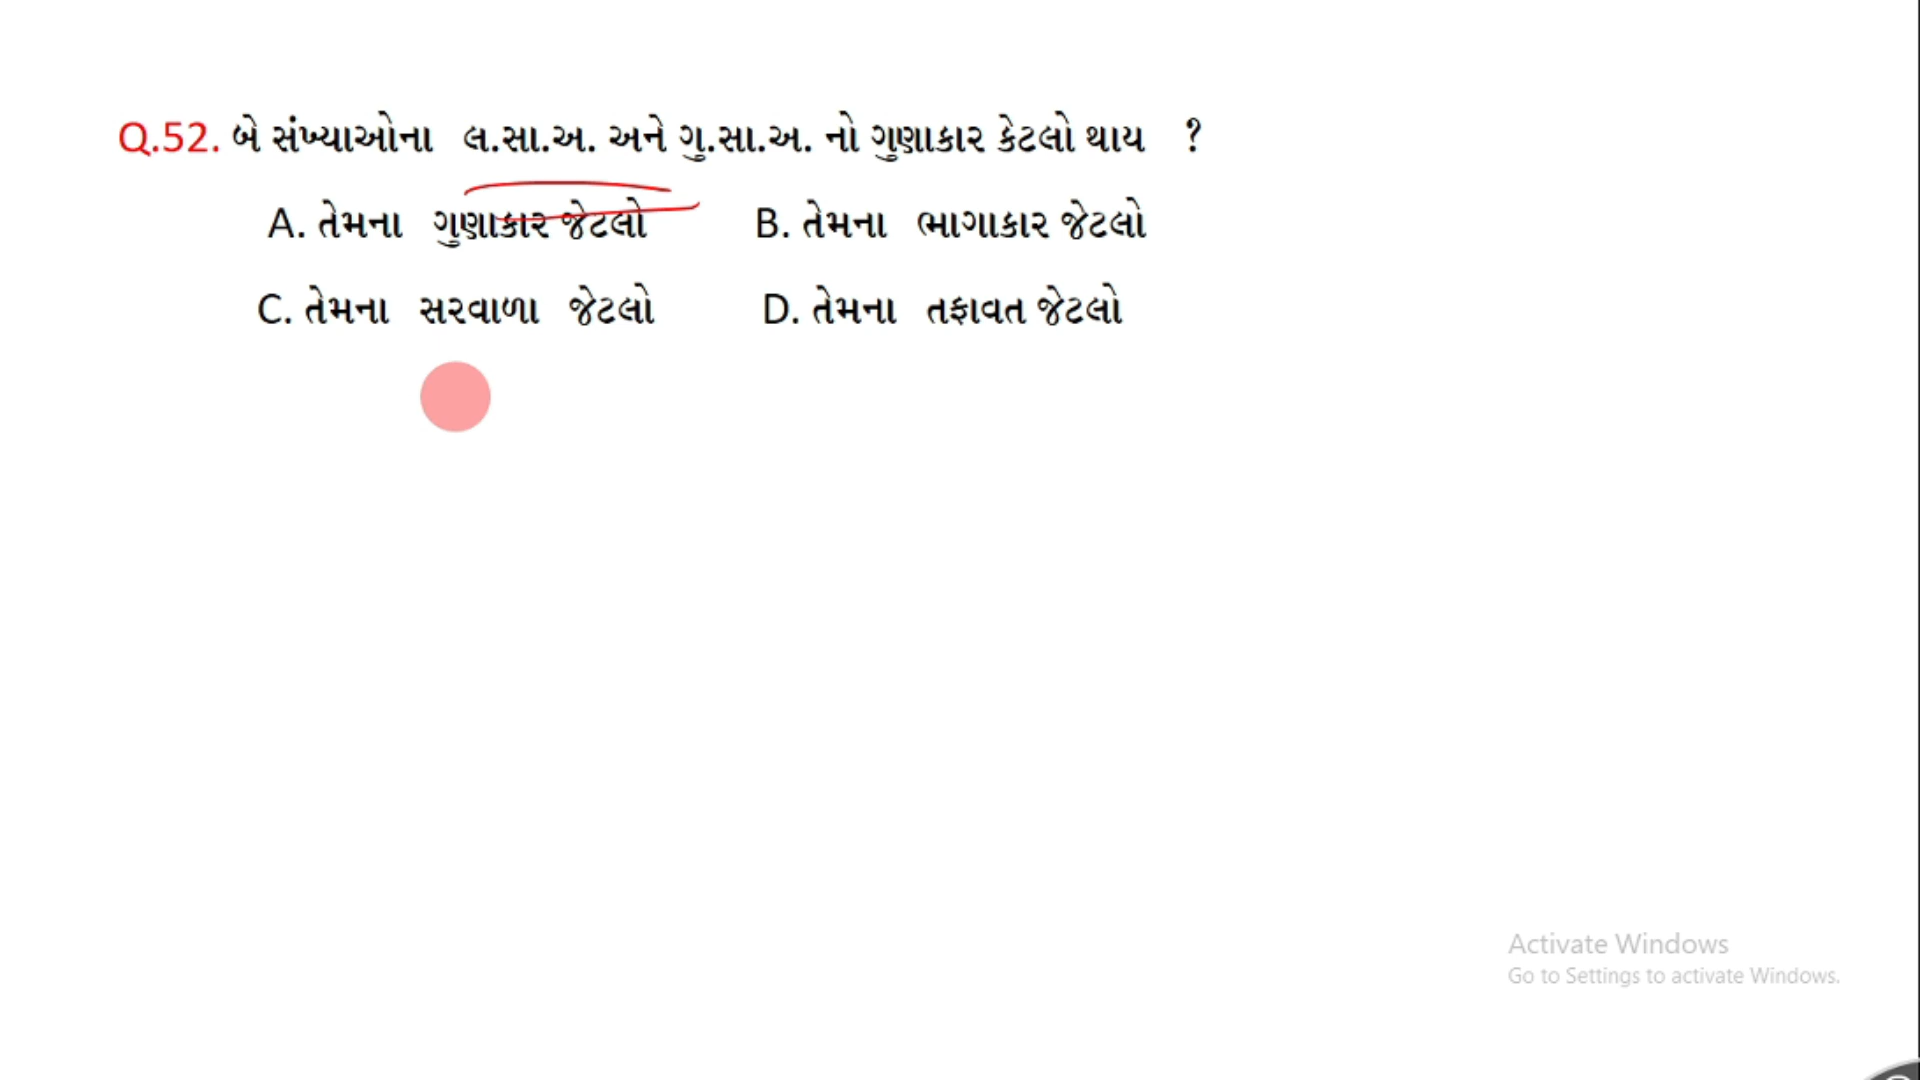 Q.52. બે સંખ્યાઓના લ.સા.અ. અને ગુ.સા.અ. નો ગુણાકાર કેટલો થાય ?
A. તેમના ગુણાકાર જેટલો B. તેમના ભાગાકાર જેટલો
C. તેમના સરવાળા જેટલો D. તેમના તફાવત જેટલો
Activate Windows
Go to Settings to activate Windows.